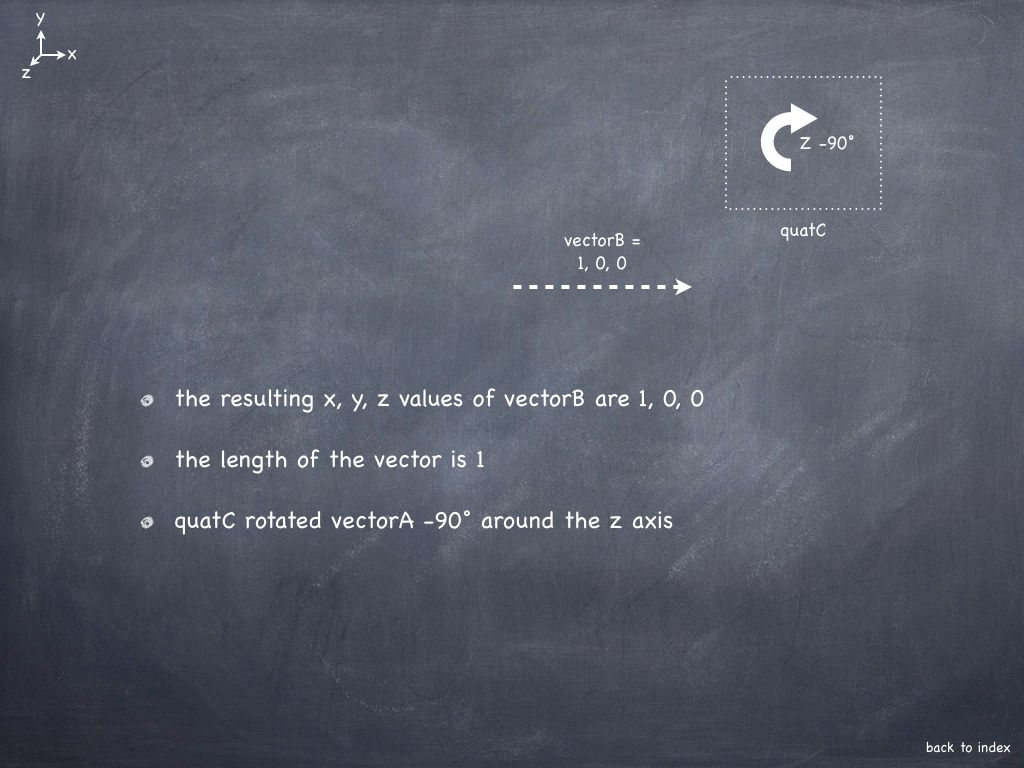 y
x
z
z -90°
quatC
vectorB =
1, 0, 0
the resulting x, y, z values of vectorB are 1, 0, 0
the length of the vector is 1
quatC rotated vectorA -90° around the z axis
back to index